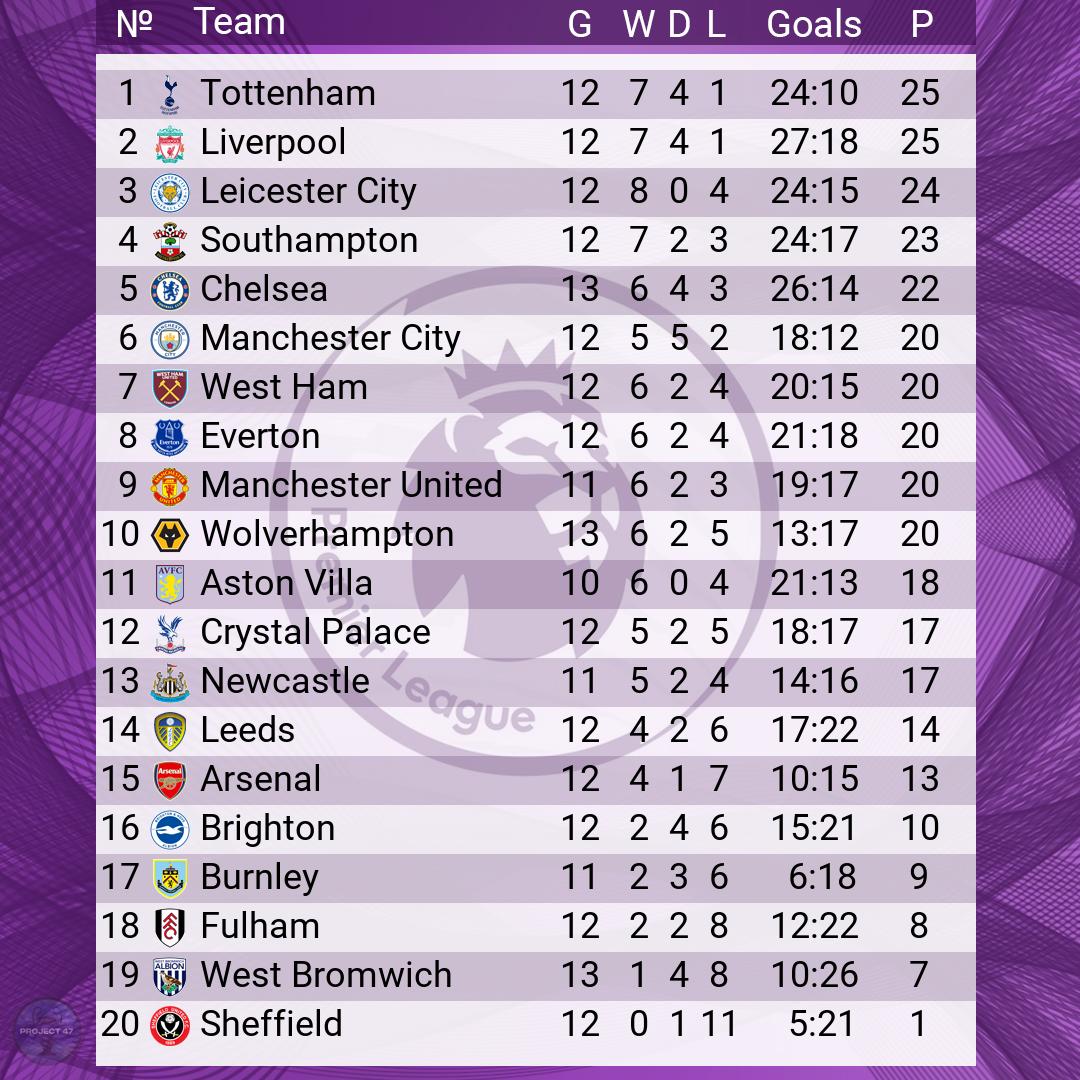 № Team G W D L Goals P
1 Tottenham 12 7 4 1 24:10 25
2 Liverpool 12 7 4 1 27:18 25
3 Leicester City 12 8 0 4 24:15 24
4 Southampton 12 7 2 3 24:17 23
5 Chelsea 13 6 4 3 26:14 22
6 Manchester City 12 5 5 2 18:12 20
7 West Ham 12 6 2 4 20:15 20
8 Everton 12 6 2 4 21:18 20
9 Manchester United 11 6 2 3 19:17 20
10 Wolverhampton 13 6 2 5 13:17 20
11 Aston Villa 10 6 0 4 21:13 18
12 Crystal Palace 12 5 2 5 18:17 17
13 Newcastle 11 5 2 4 14:16 17
14 Leeds 12 4 2 6 17:22 14
15 Arsenal 12 4 1 7 10:15 13
16 Brighton 12 2 4 6 15:21 10
17 Burnley 11 2 3 6 6:18 9
18 Fulham 12 2 2 8 12:22 8
19 West Bromwich 13 1 4 8 10:26 7
20 Sheffield 12 0 1 11 5:21 1
Premier League
PROJECT 47